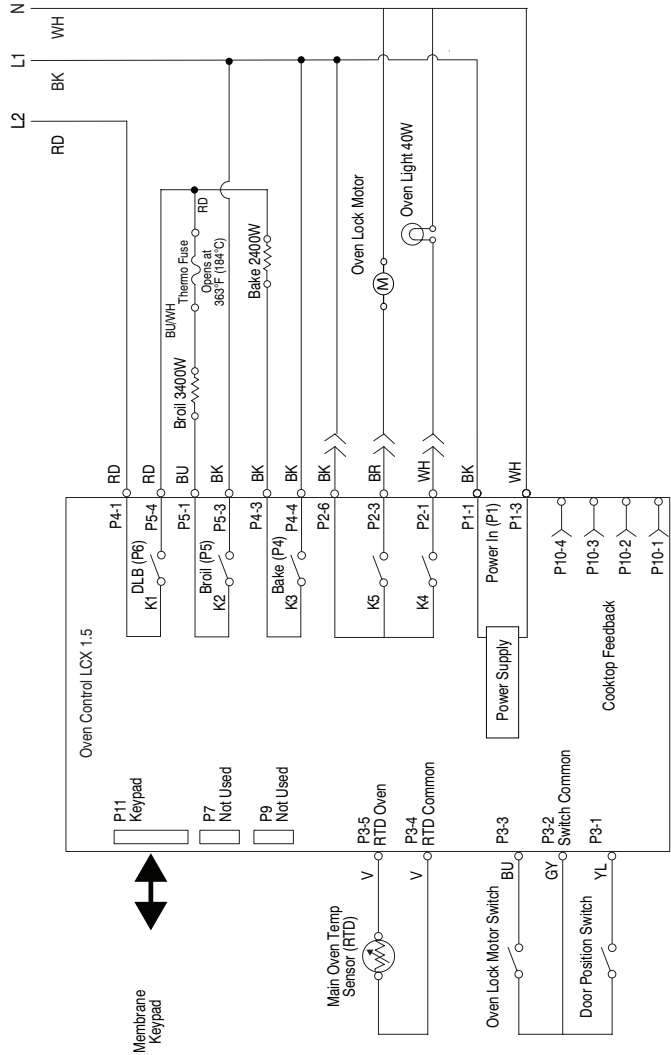 Membrane
Keypad
Oven Control LCX 1.5
P11
Keypad
P7
Not Used
P9
Not Used
Main Oven Temp
Sensor (RTD)
V
P3-5
RTD Oven
V
P3-4
RTD Common
Oven Lock Motor Switch
BU
P3-3
GY
P3-2
Switch Common
YL
P3-1
Door Position Switch
DLB (P6)
K1
Broil (P5)
K2
Bake (P4)
K3
K5
K4
Power Supply
Power In (P1)
Cooktop Feedback
P4-1
RD
P5-4
RD
P5-1
BU
P5-3
BK
P4-3
BK
P4-4
BK
P2-6
BK
P2-3
BR
P2-1
WH
P1-1
BK
P1-3
WH
P10-4
P10-3
P10-2
P10-1
Broil 3400W
BU/WH
Thermo Fuse
Opens at
363°F (184°C)
RD
Bake 2400W
Oven Lock Motor
M
Oven Light 40W
L2
RD
L1
BK
N
WH